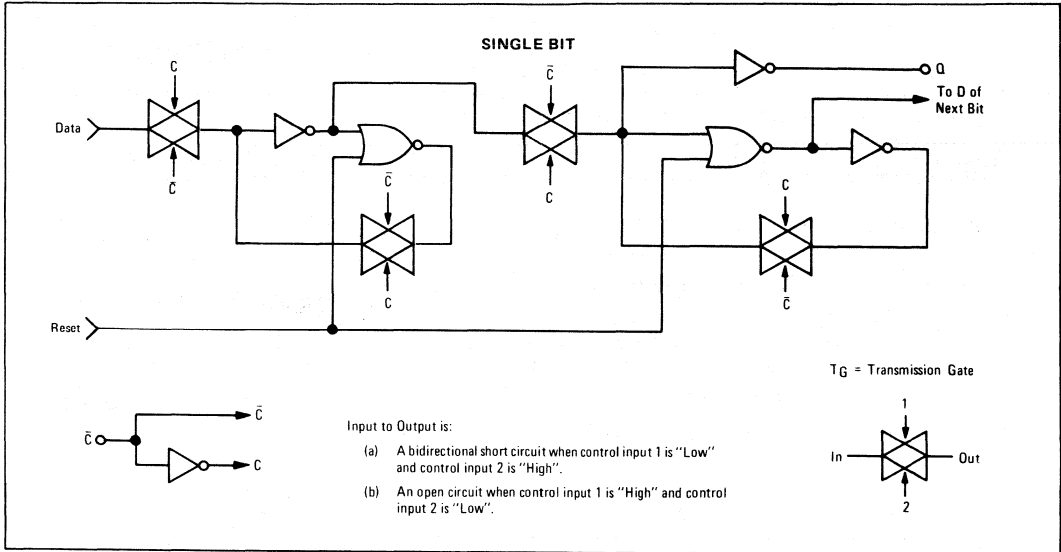 SINGLE BIT
C
C̄
Q
To D of
Next Bit
Data
C̄
C̄
C
C
C
C̄
Reset
TG = Transmission Gate
C̄
C̄
C
Input to Output is:
(a) A bidirectional short circuit when control input 1 is "Low"
and control input 2 is "High".
(b) An open circuit when control input 1 is "High" and control
input 2 is "Low".
1
In
Out
2